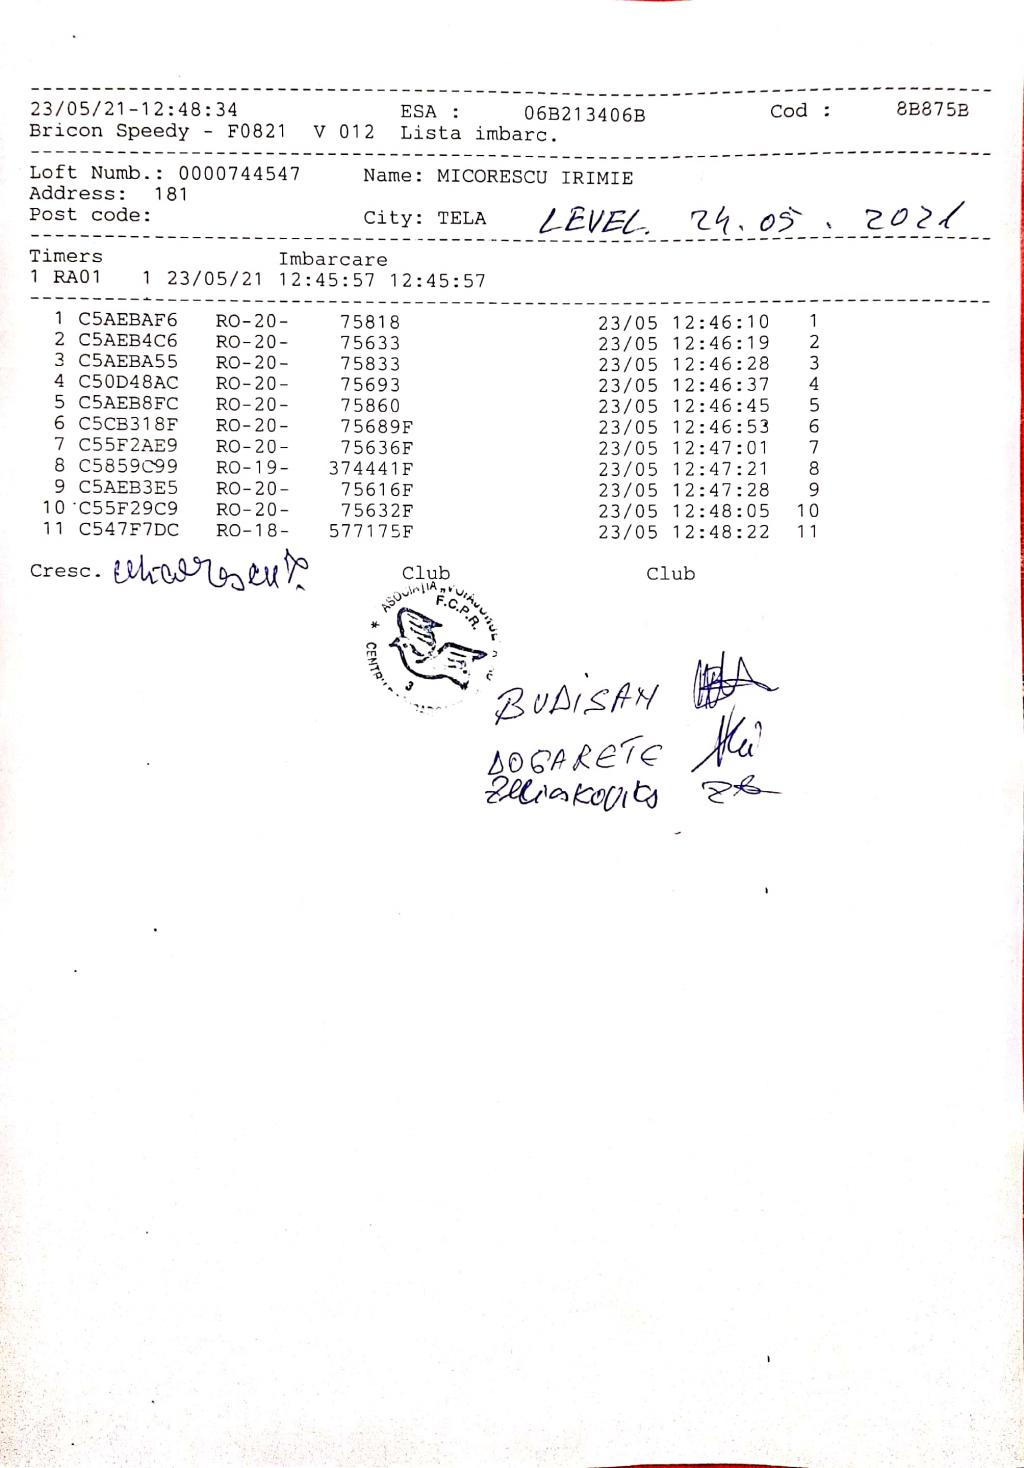 23/05/21-12:48:34 ESA : 06B213406B Cod : 8B875B
Bricon Speedy - F0821 V 012 Lista imbarc.
Loft Numb.: 0000744547 Name: MICORESCU IRIMIE
Address: 181
Post code: City: TELA LEVEL. 24.05.2021
Timers Imbarcare
1 RA01 1 23/05/21 12:45:57 12:45:57
1 C5AEBAF6 RO-20- 75818 23/05 12:46:10 1
2 C5AEB4C6 RO-20- 75633 23/05 12:46:19 2
3 C5AEBA55 RO-20- 75833 23/05 12:46:28 3
4 C50D48AC RO-20- 75693 23/05 12:46:37 4
5 C5AEB8FC RO-20- 75860 23/05 12:46:45 5
6 C5CB318F RO-20- 75689F 23/05 12:46:53 6
7 C55F2AE9 RO-20- 75636F 23/05 12:47:01 7
8 C5859C99 RO-19- 374441F 23/05 12:47:21 8
9 C5AEB3E5 RO-20- 75616F 23/05 12:47:28 9
10 C55F29C9 RO-20- 75632F 23/05 12:48:05 10
11 C547F7DC RO-18- 577175F 23/05 12:48:22 11
Cresc. Micorescu I. Club Club
F.C.P.R.
3
BUDISAN
DOGARETE